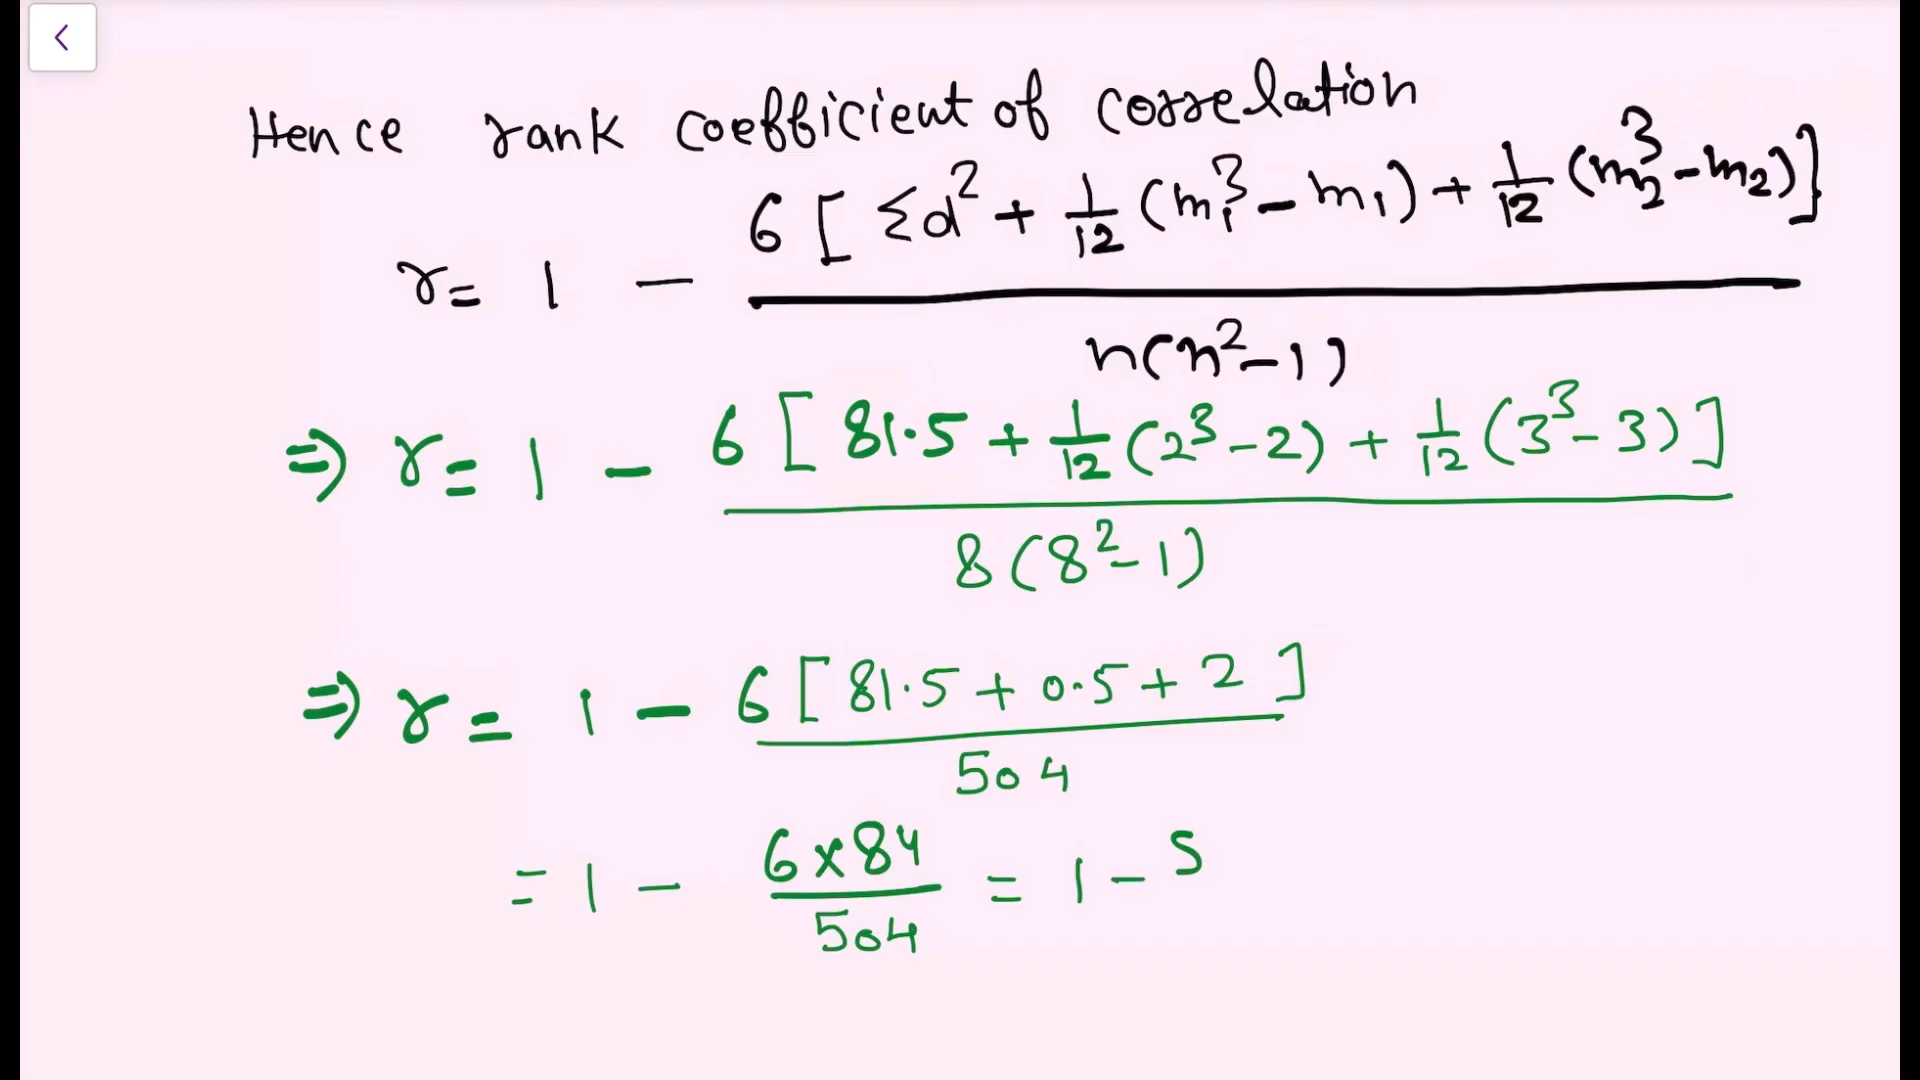 Hence rank coefficient of correlation
r = 1 - 6 [ Σd² + 1/12 (m₁³ - m₁) + 1/12 (m₂³ - m₂) ] / n(n² - 1)
⇒ r = 1 - 6 [ 81.5 + 1/12 (2³ - 2) + 1/12 (3³ - 3) ] / 8(8² - 1)
⇒ r = 1 - 6 [ 81.5 + 0.5 + 2 ] / 504
= 1 - 6 × 84 / 504 = 1 - 5